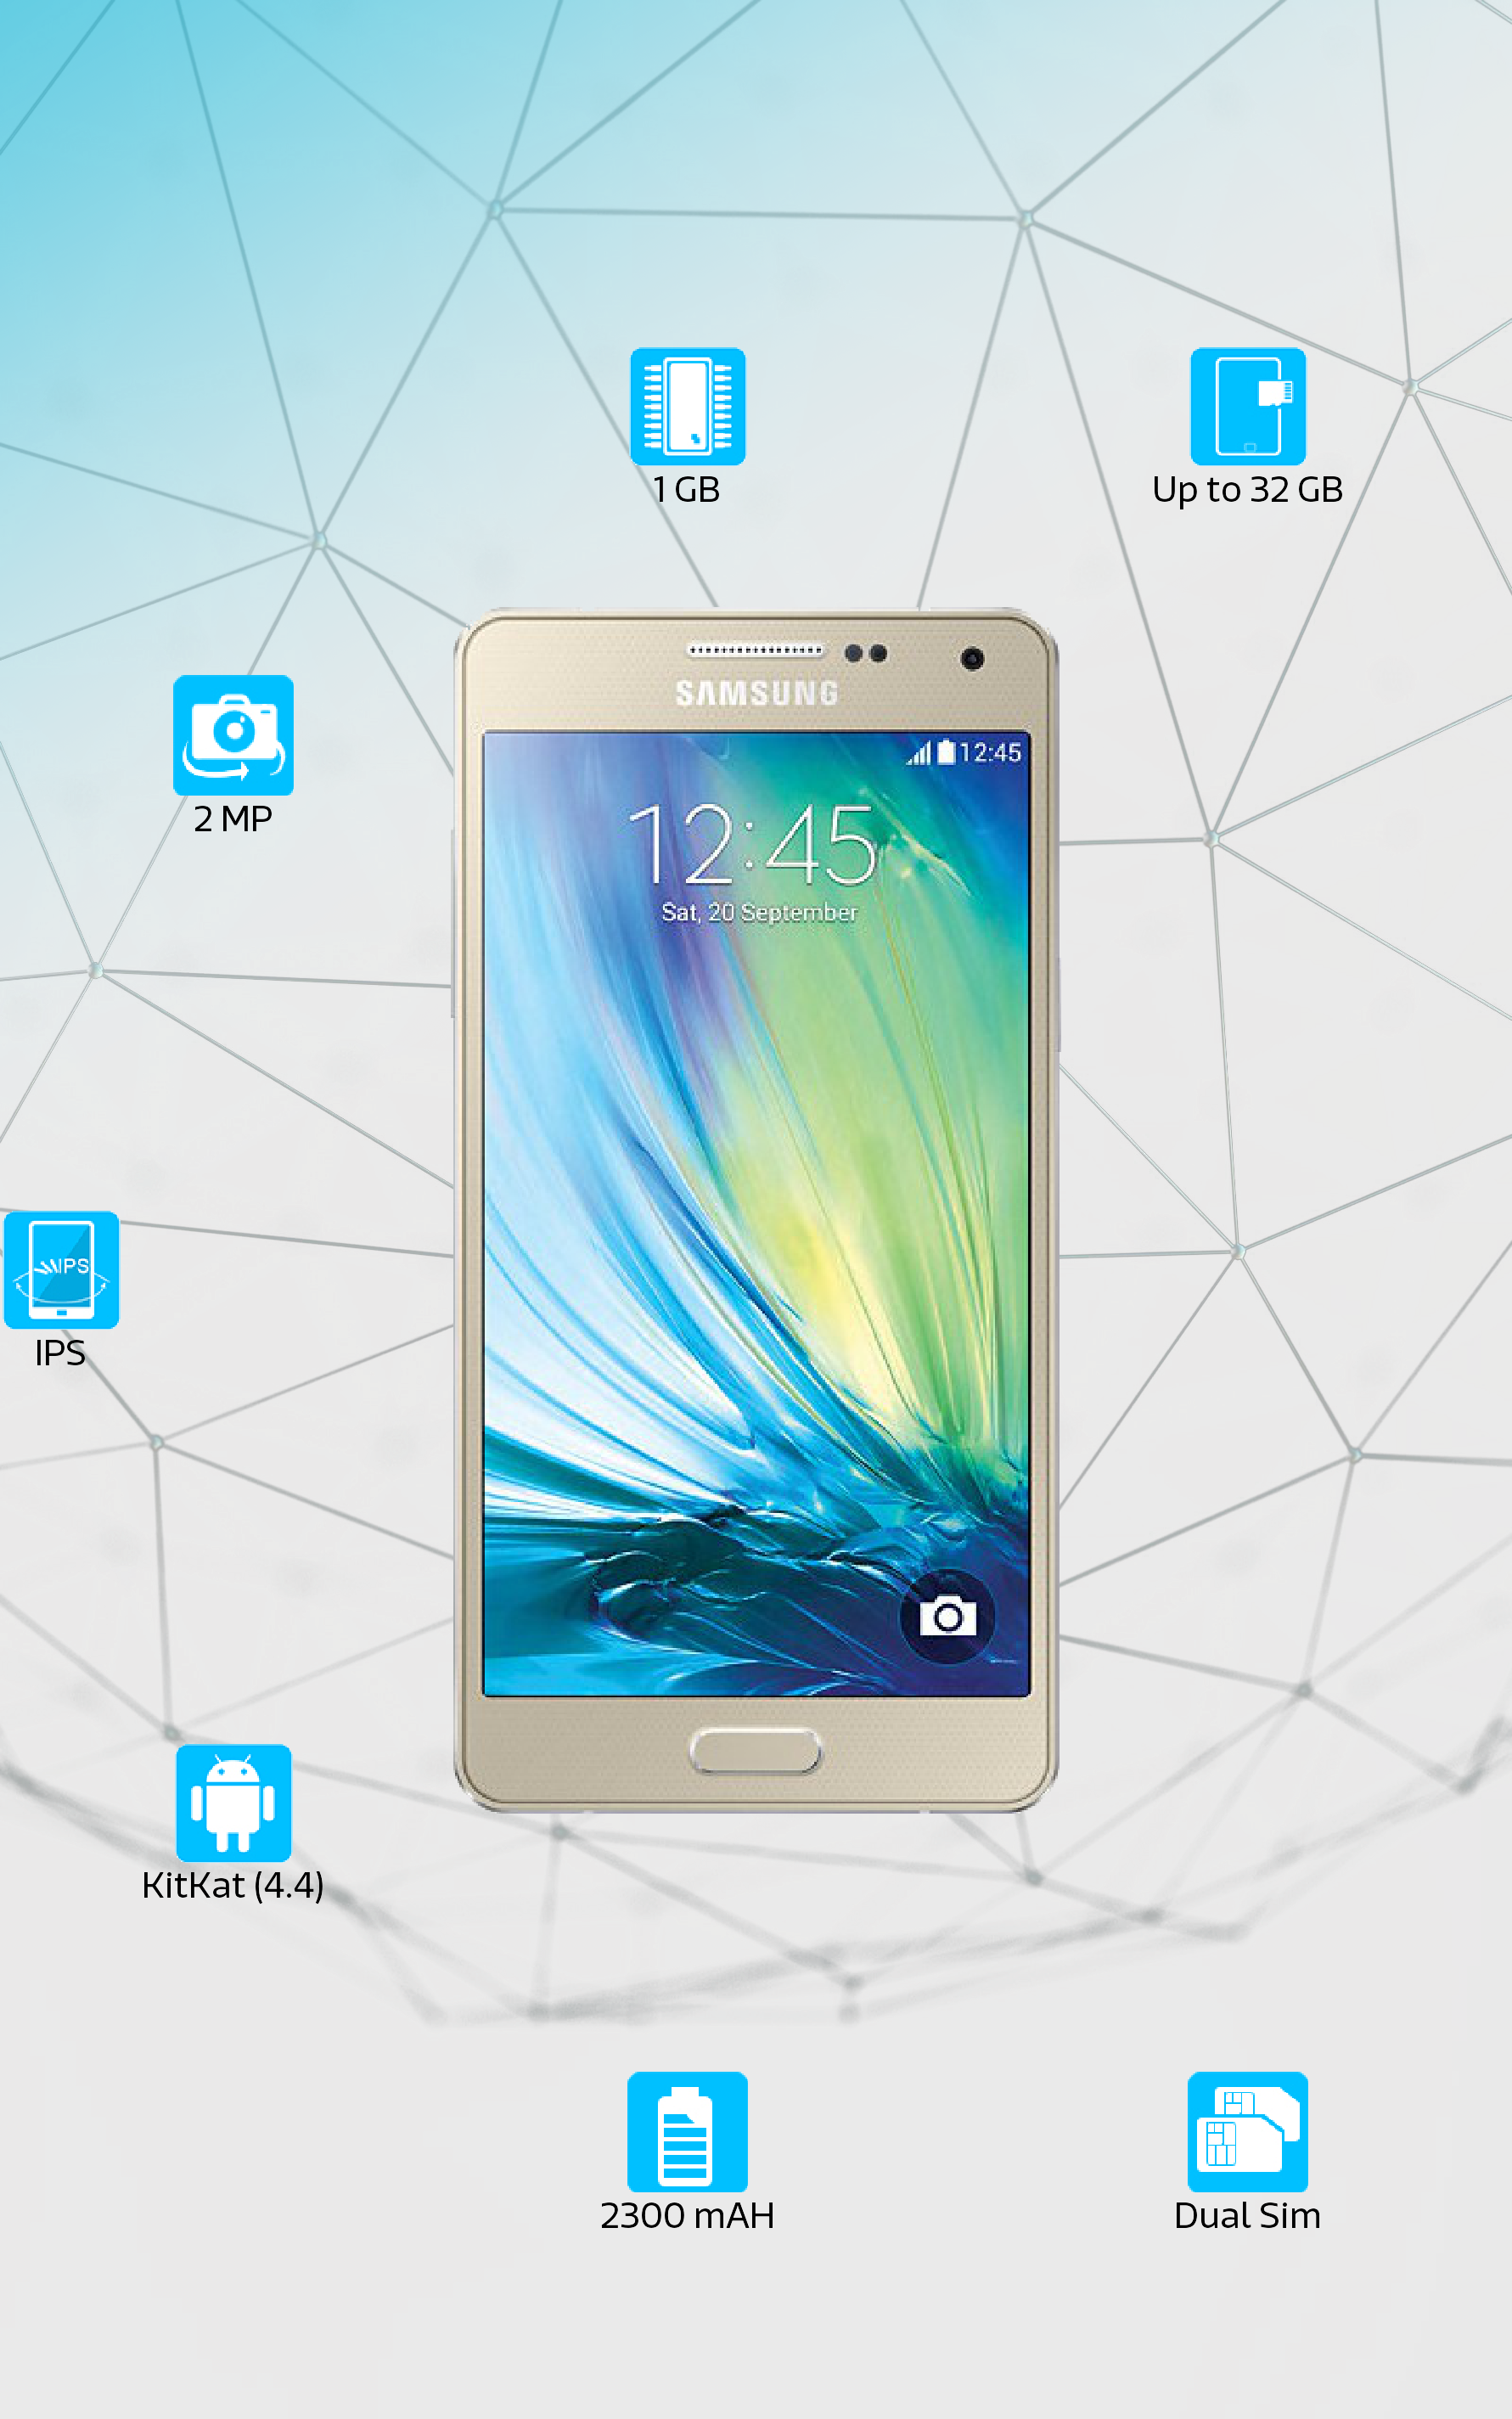 1 GB
Up to 32 GB
2 MP
SAMSUNG
12:45
12:45
Sat, 20 September
IPS
IPS
KitKat (4.4)
2300 mAH
Dual Sim